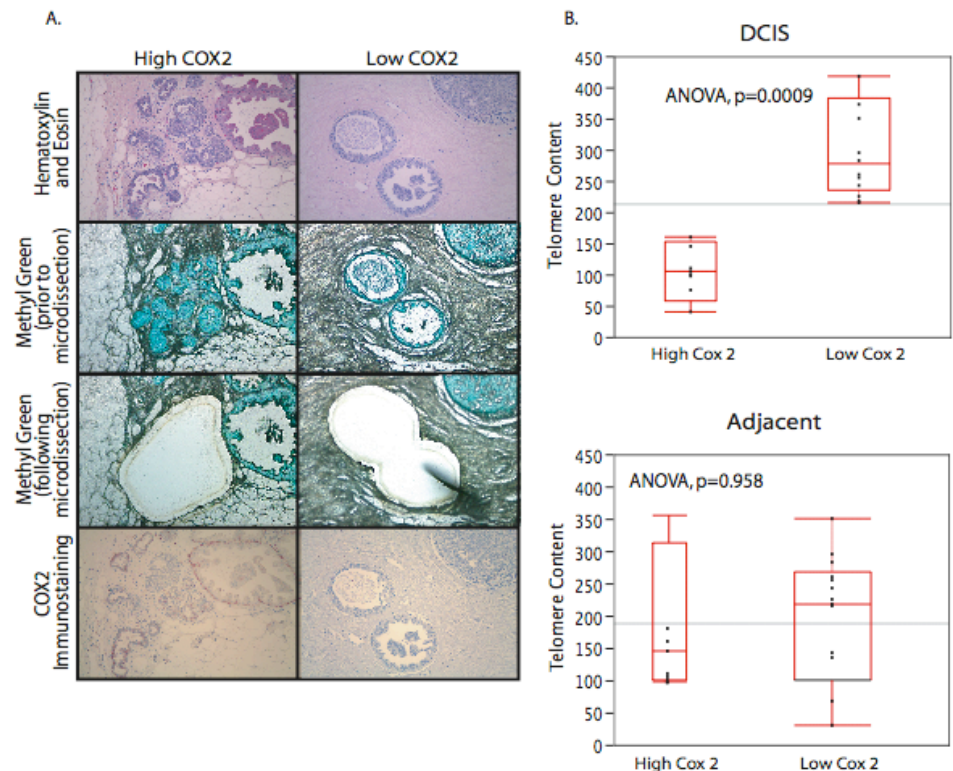 A.
High COX2
Low COX2
Hematoxylin
and Eosin
Methyl Green
(prior to
microdissection)
Methyl Green
(following
microdissection)
COX2
Immunostaining
B.
DCIS
ANOVA, p=0.0009
Telomere Content
450
400
350
300
250
200
150
100
50
0
High Cox 2
Low Cox 2
Adjacent
ANOVA, p=0.958
Telomere Content
450
400
350
300
250
200
150
100
50
0
High Cox 2
Low Cox 2